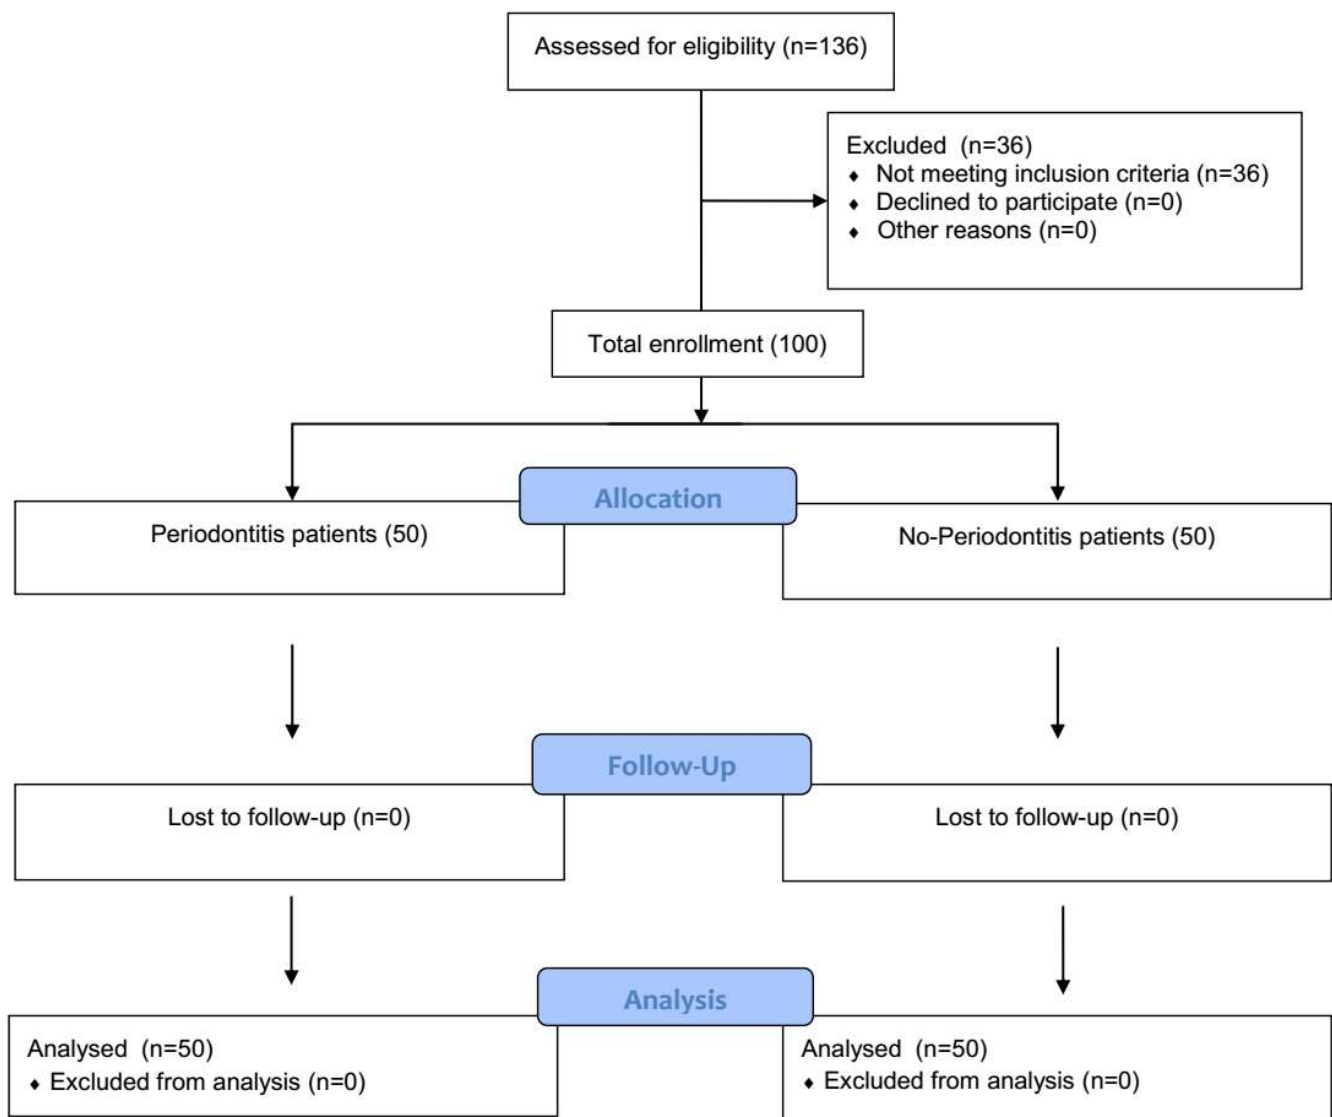 Assessed for eligibility (n=136)
Excluded (n=36)
♦ Not meeting inclusion criteria (n=36)
♦ Declined to participate (n=0)
♦ Other reasons (n=0)
Total enrollment (100)
Allocation
Periodontitis patients (50)
No-Periodontitis patients (50)
Follow-Up
Lost to follow-up (n=0)
Lost to follow-up (n=0)
Analysis
Analysed (n=50)
♦ Excluded from analysis (n=0)
Analysed (n=50)
♦ Excluded from analysis (n=0)